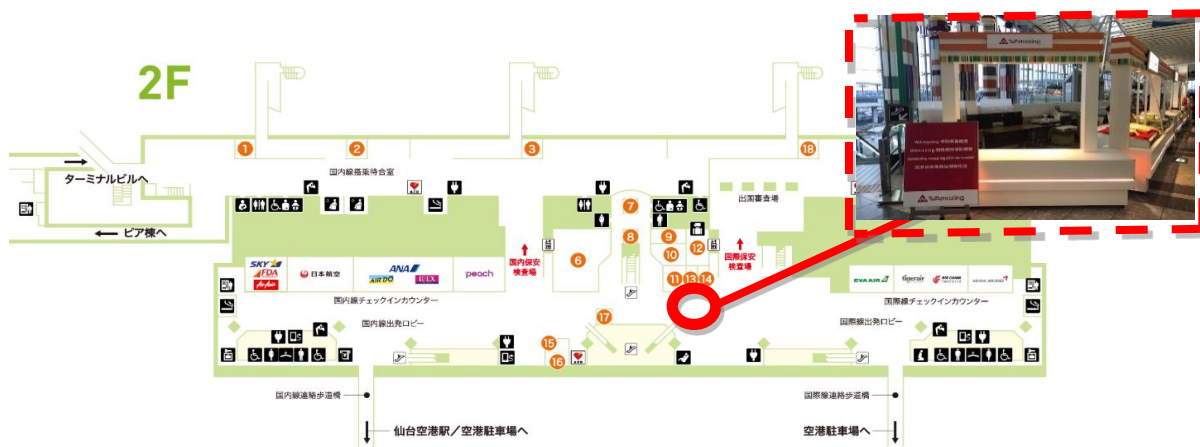 2F
WAmazing
1
2
3
18
ターミナルビルへ
国内線搭乗待合室
AED
出国審査場
ピア棟へ
7
8
9
10
12
6
国内保安
検査場
国際保安
検査場
11
13
14
SKY
FDA
AirAsia
日本航空
ANA
AIRDO
IBEX
peach
EVA AIR
tigerair
AIR CHINA
ASIANA AIRLINES
国内線チェックインカウンター
国際線チェックインカウンター
WAmazing
国内線出発ロビー
17
国際線出発ロビー
15
16
AED
国内線連絡歩道橋
国際線連絡歩道橋
仙台空港駅/空港駐車場へ
空港駐車場へ